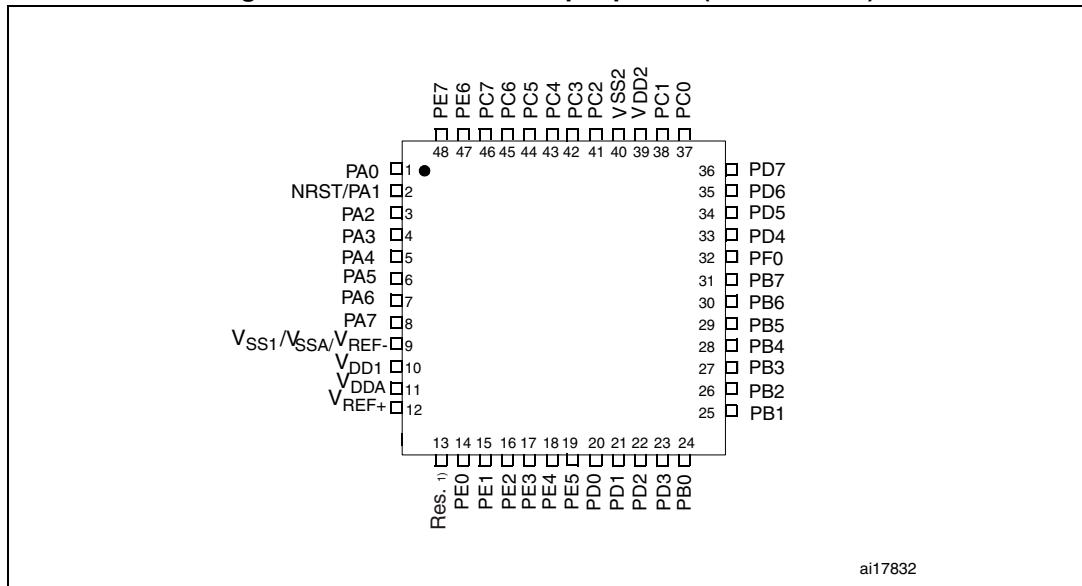 PE7
PE6
PC7
PC6
PC5
PC4
PC3
PC2
VSS2
VDD2
PC1
PC0
48 47 46 45 44 43 42 41 40 39 38 37
PA0 1
NRST/PA1 2
PA2 3
PA3 4
PA4 5
PA5 6
PA6 7
PA7 8
VSS1/VSSA/VREF- 9
VDD1 10
VDDA 11
VREF+ 12
36 PD7
35 PD6
34 PD5
33 PD4
32 PF0
31 PB7
30 PB6
29 PB5
28 PB4
27 PB3
26 PB2
25 PB1
13 14 15 16 17 18 19 20 21 22 23 24
Res. 1)
PE0
PE1
PE2
PE3
PE4
PE5
PD0
PD1
PD2
PD3
PB0
ai17832